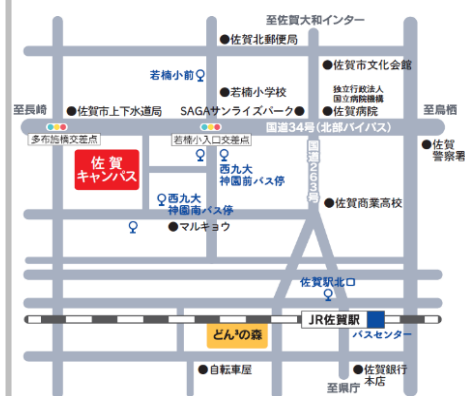 至佐賀大和インター
●佐賀北郵便局
●佐賀市文化会館
若楠小前
●若楠小学校
独立行政法人
国立病院機構
至長崎
●佐賀市上下水道局
SAGAサンライズパーク●
●佐賀病院
至鳥栖
国道34号(北部バイパス)
多布施橋交差点
若楠小入口交差点
●佐賀
警察署
佐賀
キャンパス
西九大
神園前バス停
国道263号
西九大
神園南バス停
●佐賀商業高校
●マルキョウ
佐賀駅北口
JR佐賀駅
どん³の森
バスセンター
●自転車屋
●佐賀銀行
本店
至県庁